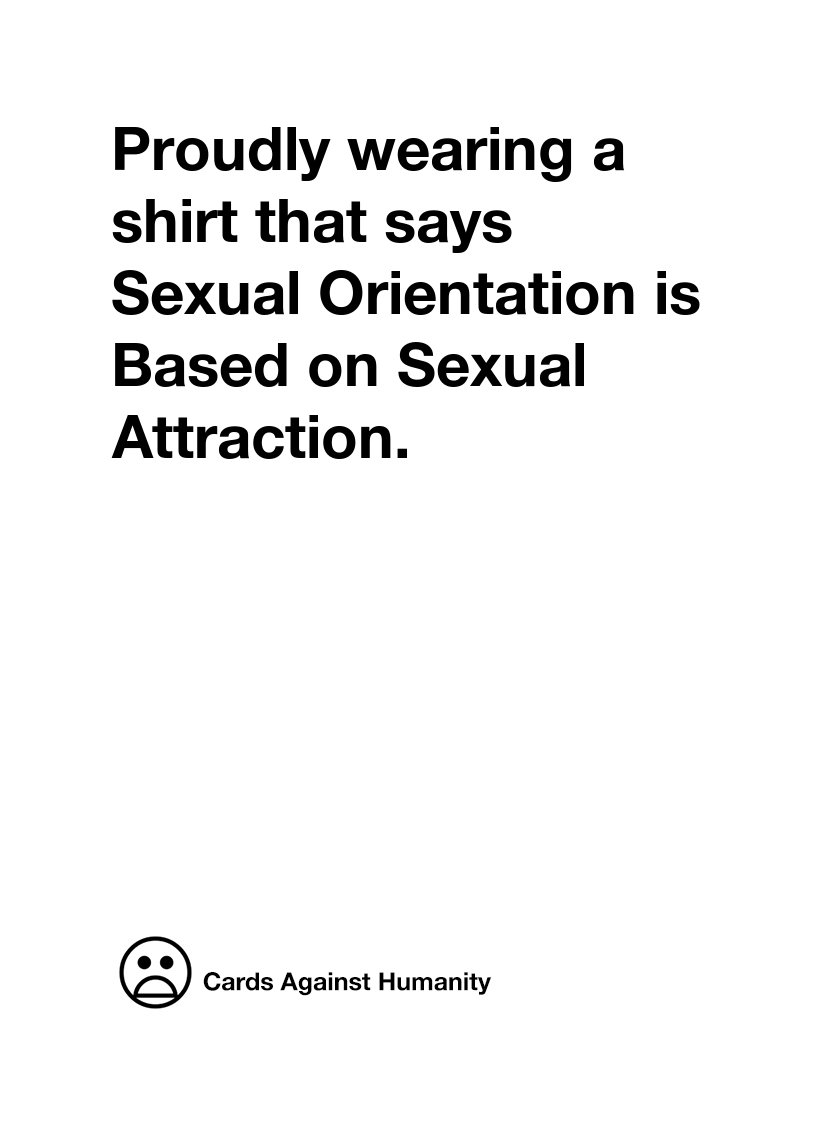 Proudly wearing a
shirt that says
Sexual Orientation is
Based on Sexual
Attraction.
Cards Against Humanity